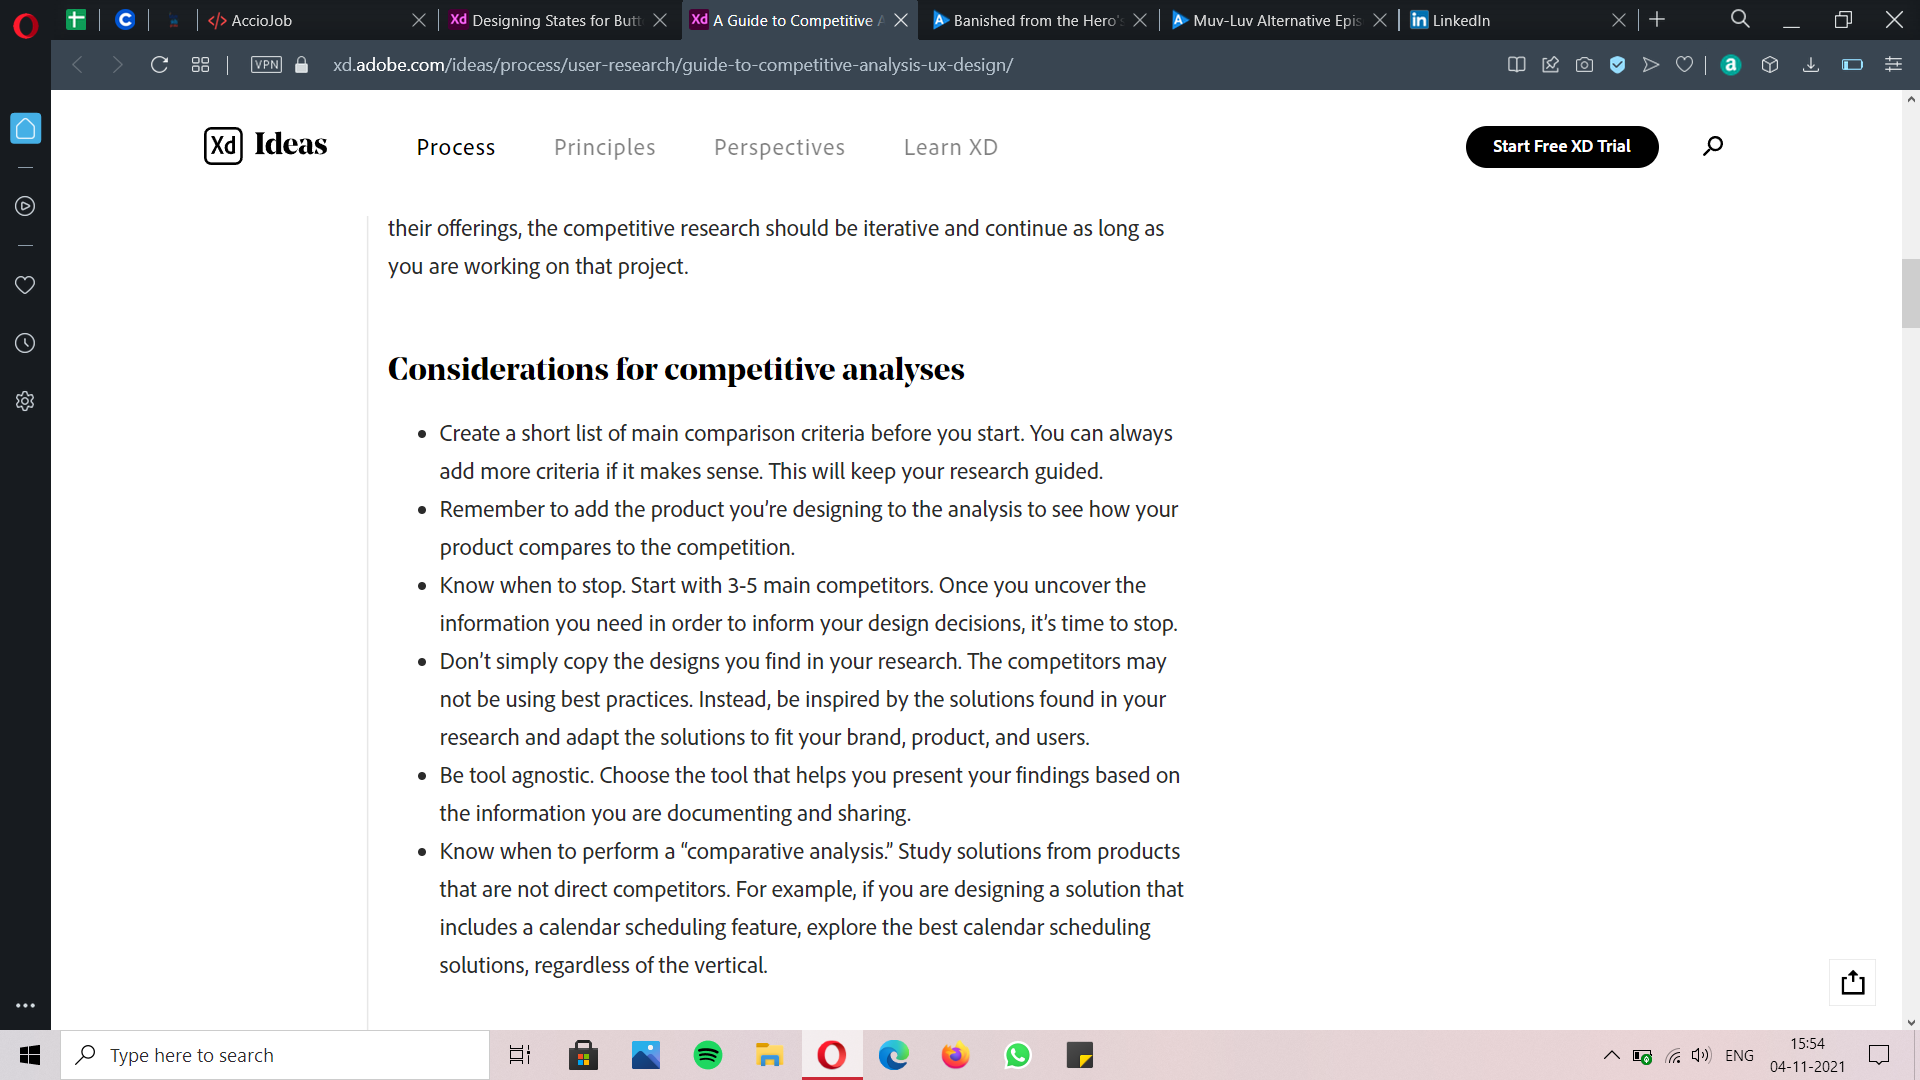 AccioJob
Xd Designing States for Butt
Xd A Guide to Competitive A
Banished from the Hero's
Muv-Luv Alternative Epis
in LinkedIn
VPN
xd.adobe.com/ideas/process/user-research/guide-to-competitive-analysis-ux-design/
a
Xd Ideas
Process
Principles
Perspectives
Learn XD
Start Free XD Trial
their offerings, the competitive research should be iterative and continue as long as
you are working on that project.
Considerations for competitive analyses
• Create a short list of main comparison criteria before you start. You can always
add more criteria if it makes sense. This will keep your research guided.
• Remember to add the product you’re designing to the analysis to see how your
product compares to the competition.
• Know when to stop. Start with 3-5 main competitors. Once you uncover the
information you need in order to inform your design decisions, it’s time to stop.
• Don’t simply copy the designs you find in your research. The competitors may
not be using best practices. Instead, be inspired by the solutions found in your
research and adapt the solutions to fit your brand, product, and users.
• Be tool agnostic. Choose the tool that helps you present your findings based on
the information you are documenting and sharing.
• Know when to perform a “comparative analysis.” Study solutions from products
that are not direct competitors. For example, if you are designing a solution that
includes a calendar scheduling feature, explore the best calendar scheduling
solutions, regardless of the vertical.
Type here to search
ENG
15:54
04-11-2021